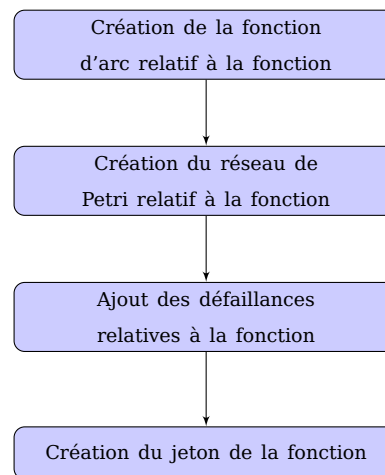 Création de la fonction
d'arc relatif à la fonction
Création du réseau de
Petri relatif à la fonction
Ajout des défaillances
relatives à la fonction
Création du jeton de la fonction